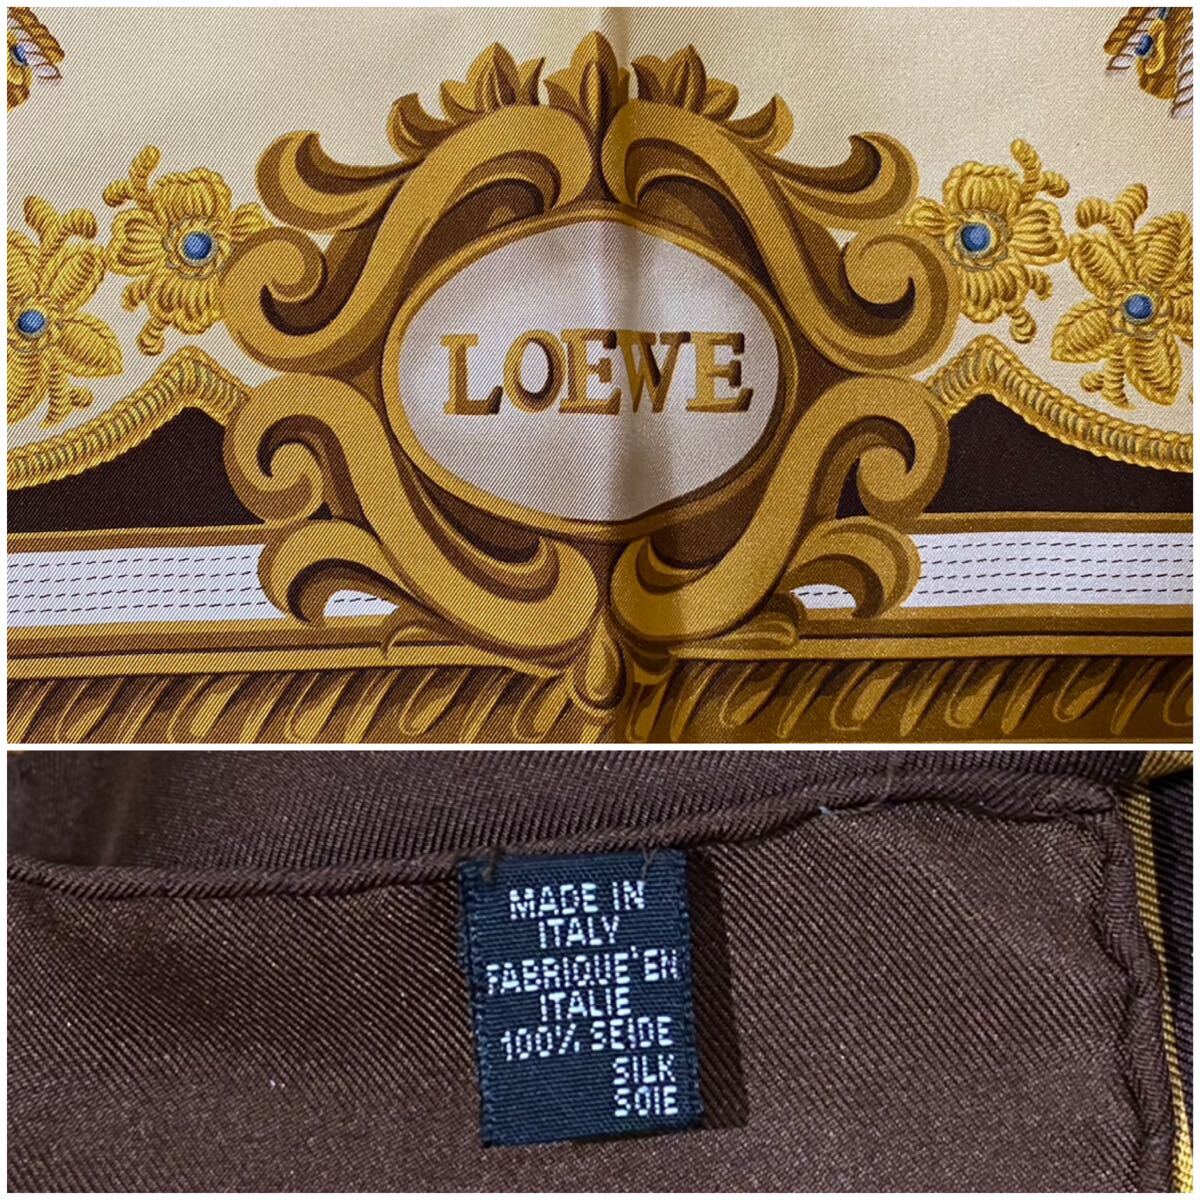 LOEWE
MADE IN
ITALY
FABRIQUE'EN
ITALIE
100% SEIDE
SILK
SOIE